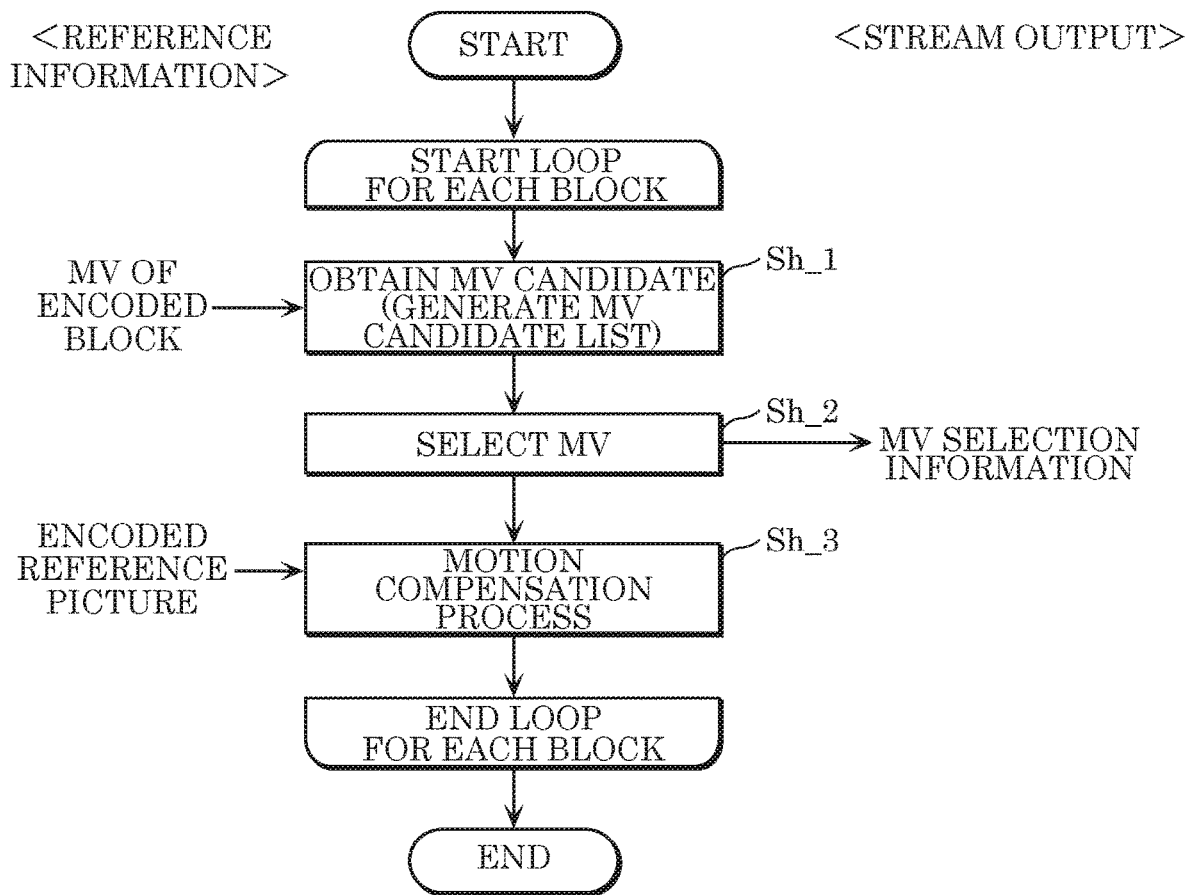 <REFERENCE
INFORMATION>
START
<STREAM OUTPUT>
START LOOP
FOR EACH BLOCK
MV OF
ENCODED
BLOCK
OBTAIN MV CANDIDATE
(GENERATE MV
CANDIDATE LIST)
Sh_1
SELECT MV
Sh_2
MV SELECTION
INFORMATION
ENCODED
REFERENCE
PICTURE
MOTION
COMPENSATION
PROCESS
Sh_3
END LOOP
FOR EACH BLOCK
END